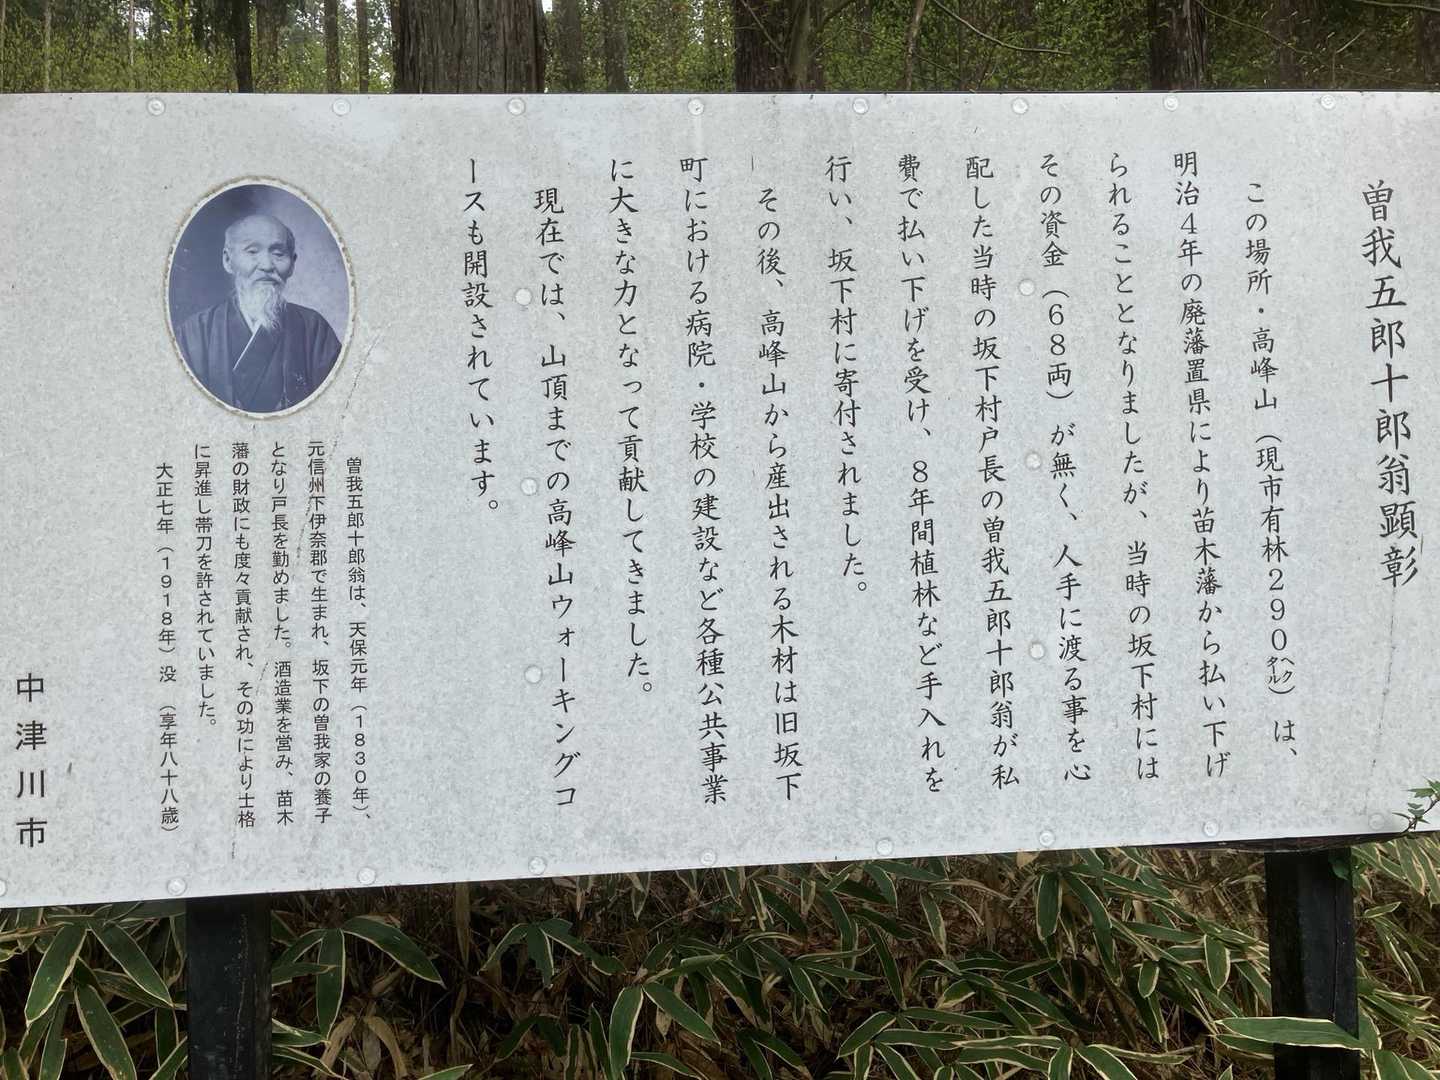 曽我五郎十郎翁顕彰
この場所・高峰山（現市有林290㌶）は、
明治4年の廃藩置県により苗木藩から払い下げ
られることとなりましたが、当時の坂下村には
その資金（68両）が無く、人手に渡る事を心
配した当時の坂下村戸長の曽我五郎十郎翁が私
費で払い下げを受け、8年間植林など手入れを
行い、坂下村に寄付されました。
その後、高峰山から産出される木材は旧坂下
町における病院・学校の建設など各種公共事業
に大きな力となって貢献してきました。
現在では、山頂までの高峰山ウォーキングコ
ースも開設されています。
曽我五郎十郎翁は、天保元年（1830年）、
元信州下伊奈郡で生まれ、坂下の曽我家の養子
となり戸長を勤めました。酒造業を営み、苗木
藩の財政にも度々貢献され、その功により士格
に昇進し帯刀を許されていました。
大正七年（1918年）没　（享年八十八歳）
中津川市